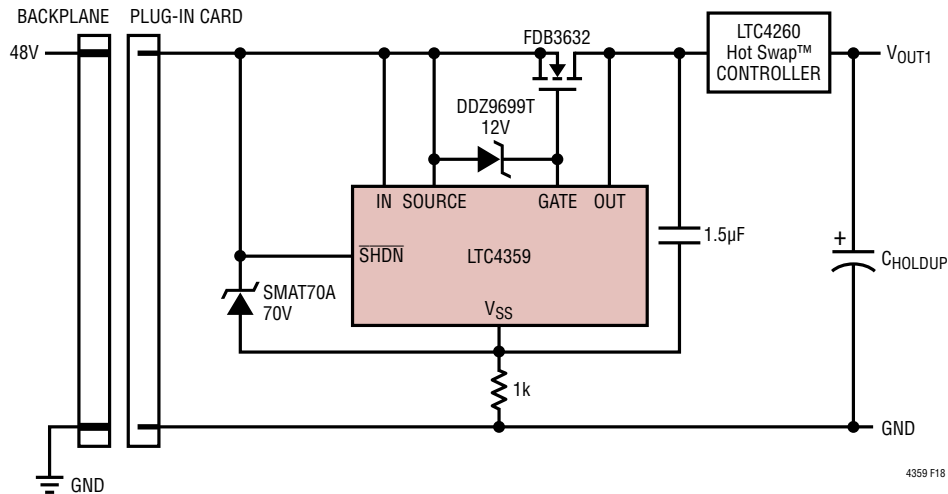 BACKPLANE
PLUG-IN CARD
48V
FDB3632
LTC4260
Hot Swap™
CONTROLLER
VOUT1
DDZ9699T
12V
IN
SOURCE
GATE
OUT
SHDN
LTC4359
VSS
1.5µF
+
CHOLDUP
SMAT70A
70V
1k
GND
GND
4359 F18